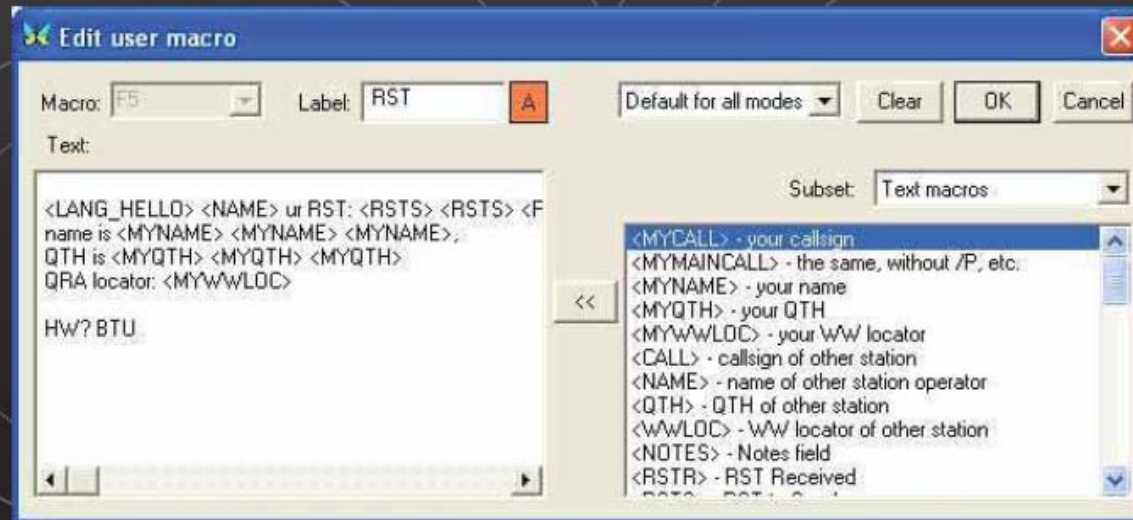 Edit user macro
Macro: F5 Label: RST A Default for all modes Clear OK Cancel
Text:
<LANG_HELLO> <NAME> ur RST: <RSTS> <RSTS> <F
name is <MYNAME> <MYNAME> <MYNAME>,
QTH is <MYQTH> <MYQTH> <MYQTH>
QRA locator: <MYWWLOC>
HW? BTU
<<
Subset: Text macros
<MYCALL> - your callsign
<MYMAINCALL> - the same, without /P, etc.
<MYNAME> - your name
<MYQTH> - your QTH
<MYWWLOC> - your WW locator
<CALL> - callsign of other station
<NAME> - name of other station operator
<QTH> - QTH of other station
<WWLOC> - WW locator of other station
<NOTES> - Notes field
<RSTR> - RST Received